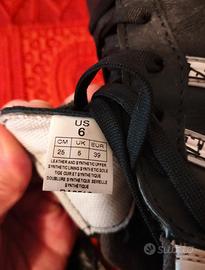 US
6
CM UK EUR
25 5 39
LEATHER AND SYNTHETIC UPPER
SYNTHETIC LINING SYNTHETIC SOLE
TIGE CUIR ET SYNTHETIQUE
DOUBLURE SYNTHETIQUE SEMELLE
SYNTHETIQUE
subito